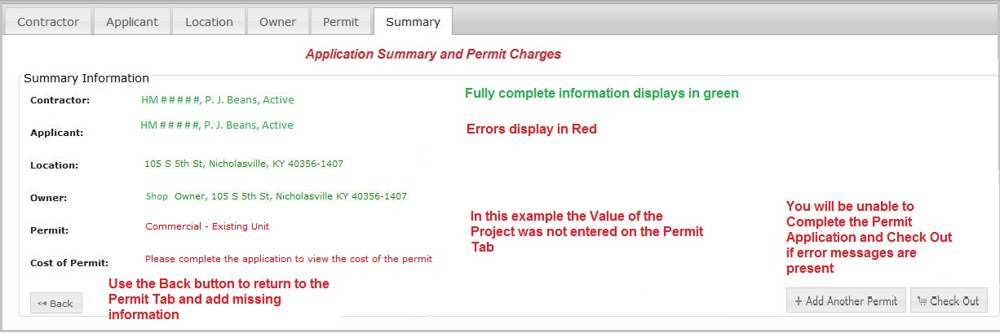 Contractor Applicant Location Owner Permit Summary
Application Summary and Permit Charges
Summary Information
Contractor: HM # # # # #, P. J. Beans, Active
Fully complete information displays in green
Applicant: HM # # # # #, P. J. Beans, Active
Errors display in Red
Location: 105 S 5th St, Nicholasville, KY 40356-1407
Owner: Shop Owner, 105 S 5th St, Nicholasville KY 40356-1407
Permit: Commercial - Existing Unit
In this example the Value of the
Project was not entered on the Permit
Tab
You will be unable to
Complete the Permit
Application and Check Out
if error messages are
present
Cost of Permit: Please complete the application to view the cost of the permit
Use the Back button to return to the
Permit Tab and add missing
information
Back
+ Add Another Permit
Check Out